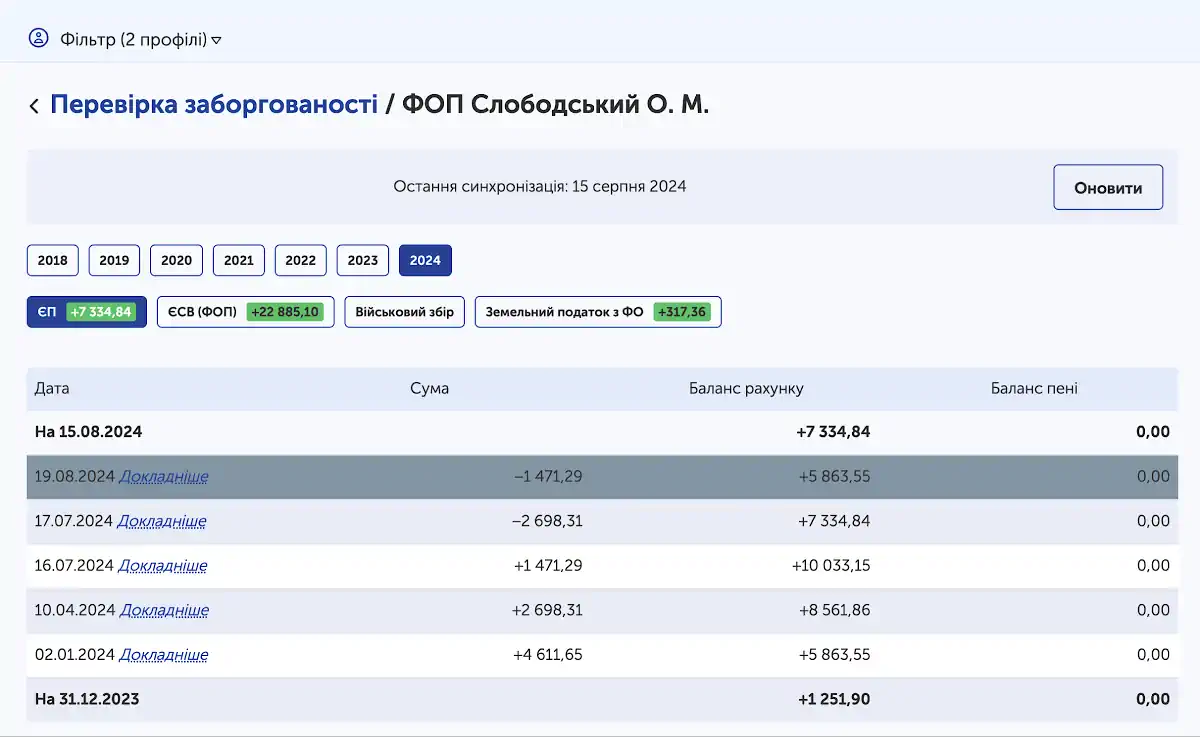 Фільтр (2 профілі)
Перевірка заборгованості / ФОП Слободський О. М.
Остання синхронізація: 15 серпня 2024 Оновити
2018 2019 2020 2021 2022 2023 2024
ЄП +7 334,84 ЄСВ (ФОП) +22 885,10 Військовий збір Земельний податок з ФО +317,36
Дата Сума Баланс рахунку Баланс пені
На 15.08.2024 +7 334,84 0,00
19.08.2024 Докладніше –1 471,29 +5 863,55 0,00
17.07.2024 Докладніше –2 698,31 +7 334,84 0,00
16.07.2024 Докладніше +1 471,29 +10 033,15 0,00
10.04.2024 Докладніше +2 698,31 +8 561,86 0,00
02.01.2024 Докладніше +4 611,65 +5 863,55 0,00
На 31.12.2023 +1 251,90 0,00